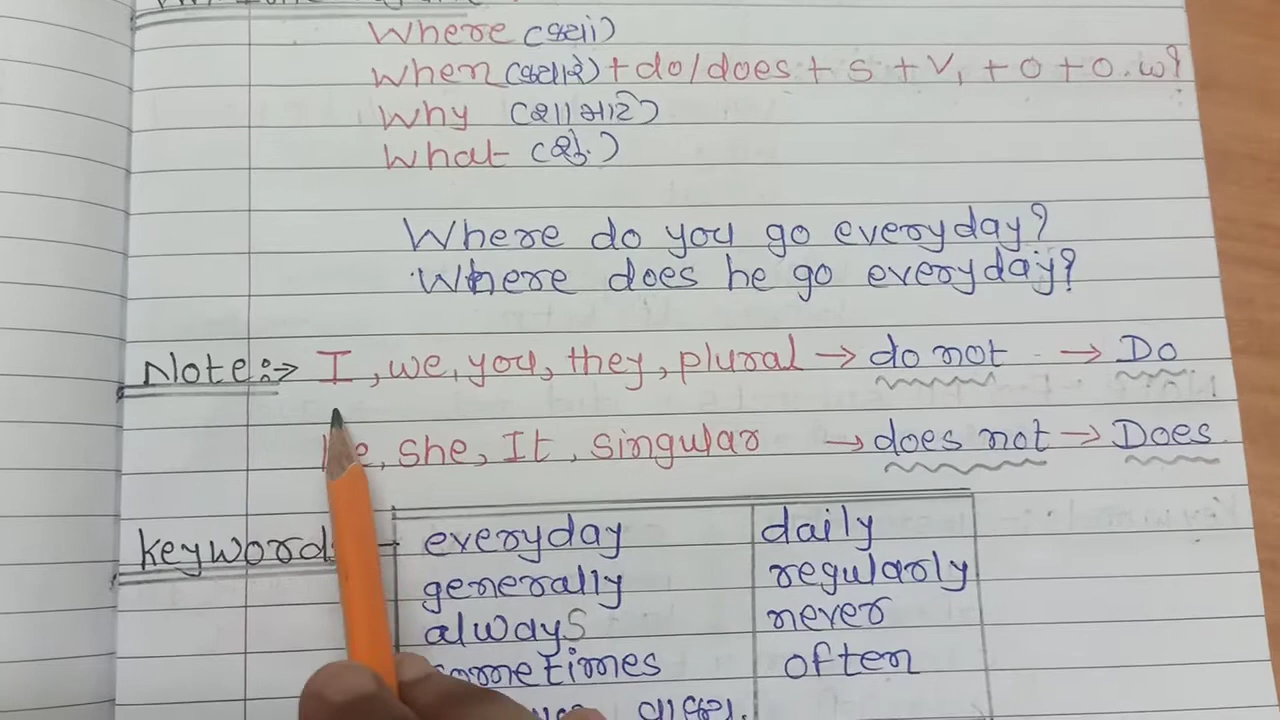 Where (ક્યાં)
When (ક્યારે) + do/does + S + V₁ + O + O.W?
Why (શા માટે)
What (શું)
Where do you go everyday?
Where does he go everyday?
Note:-> I, we, you, they, plural → do not → Do
he, she, It, singular → does not → Does
keyword everyday daily
generally regularly
always never
sometimes often